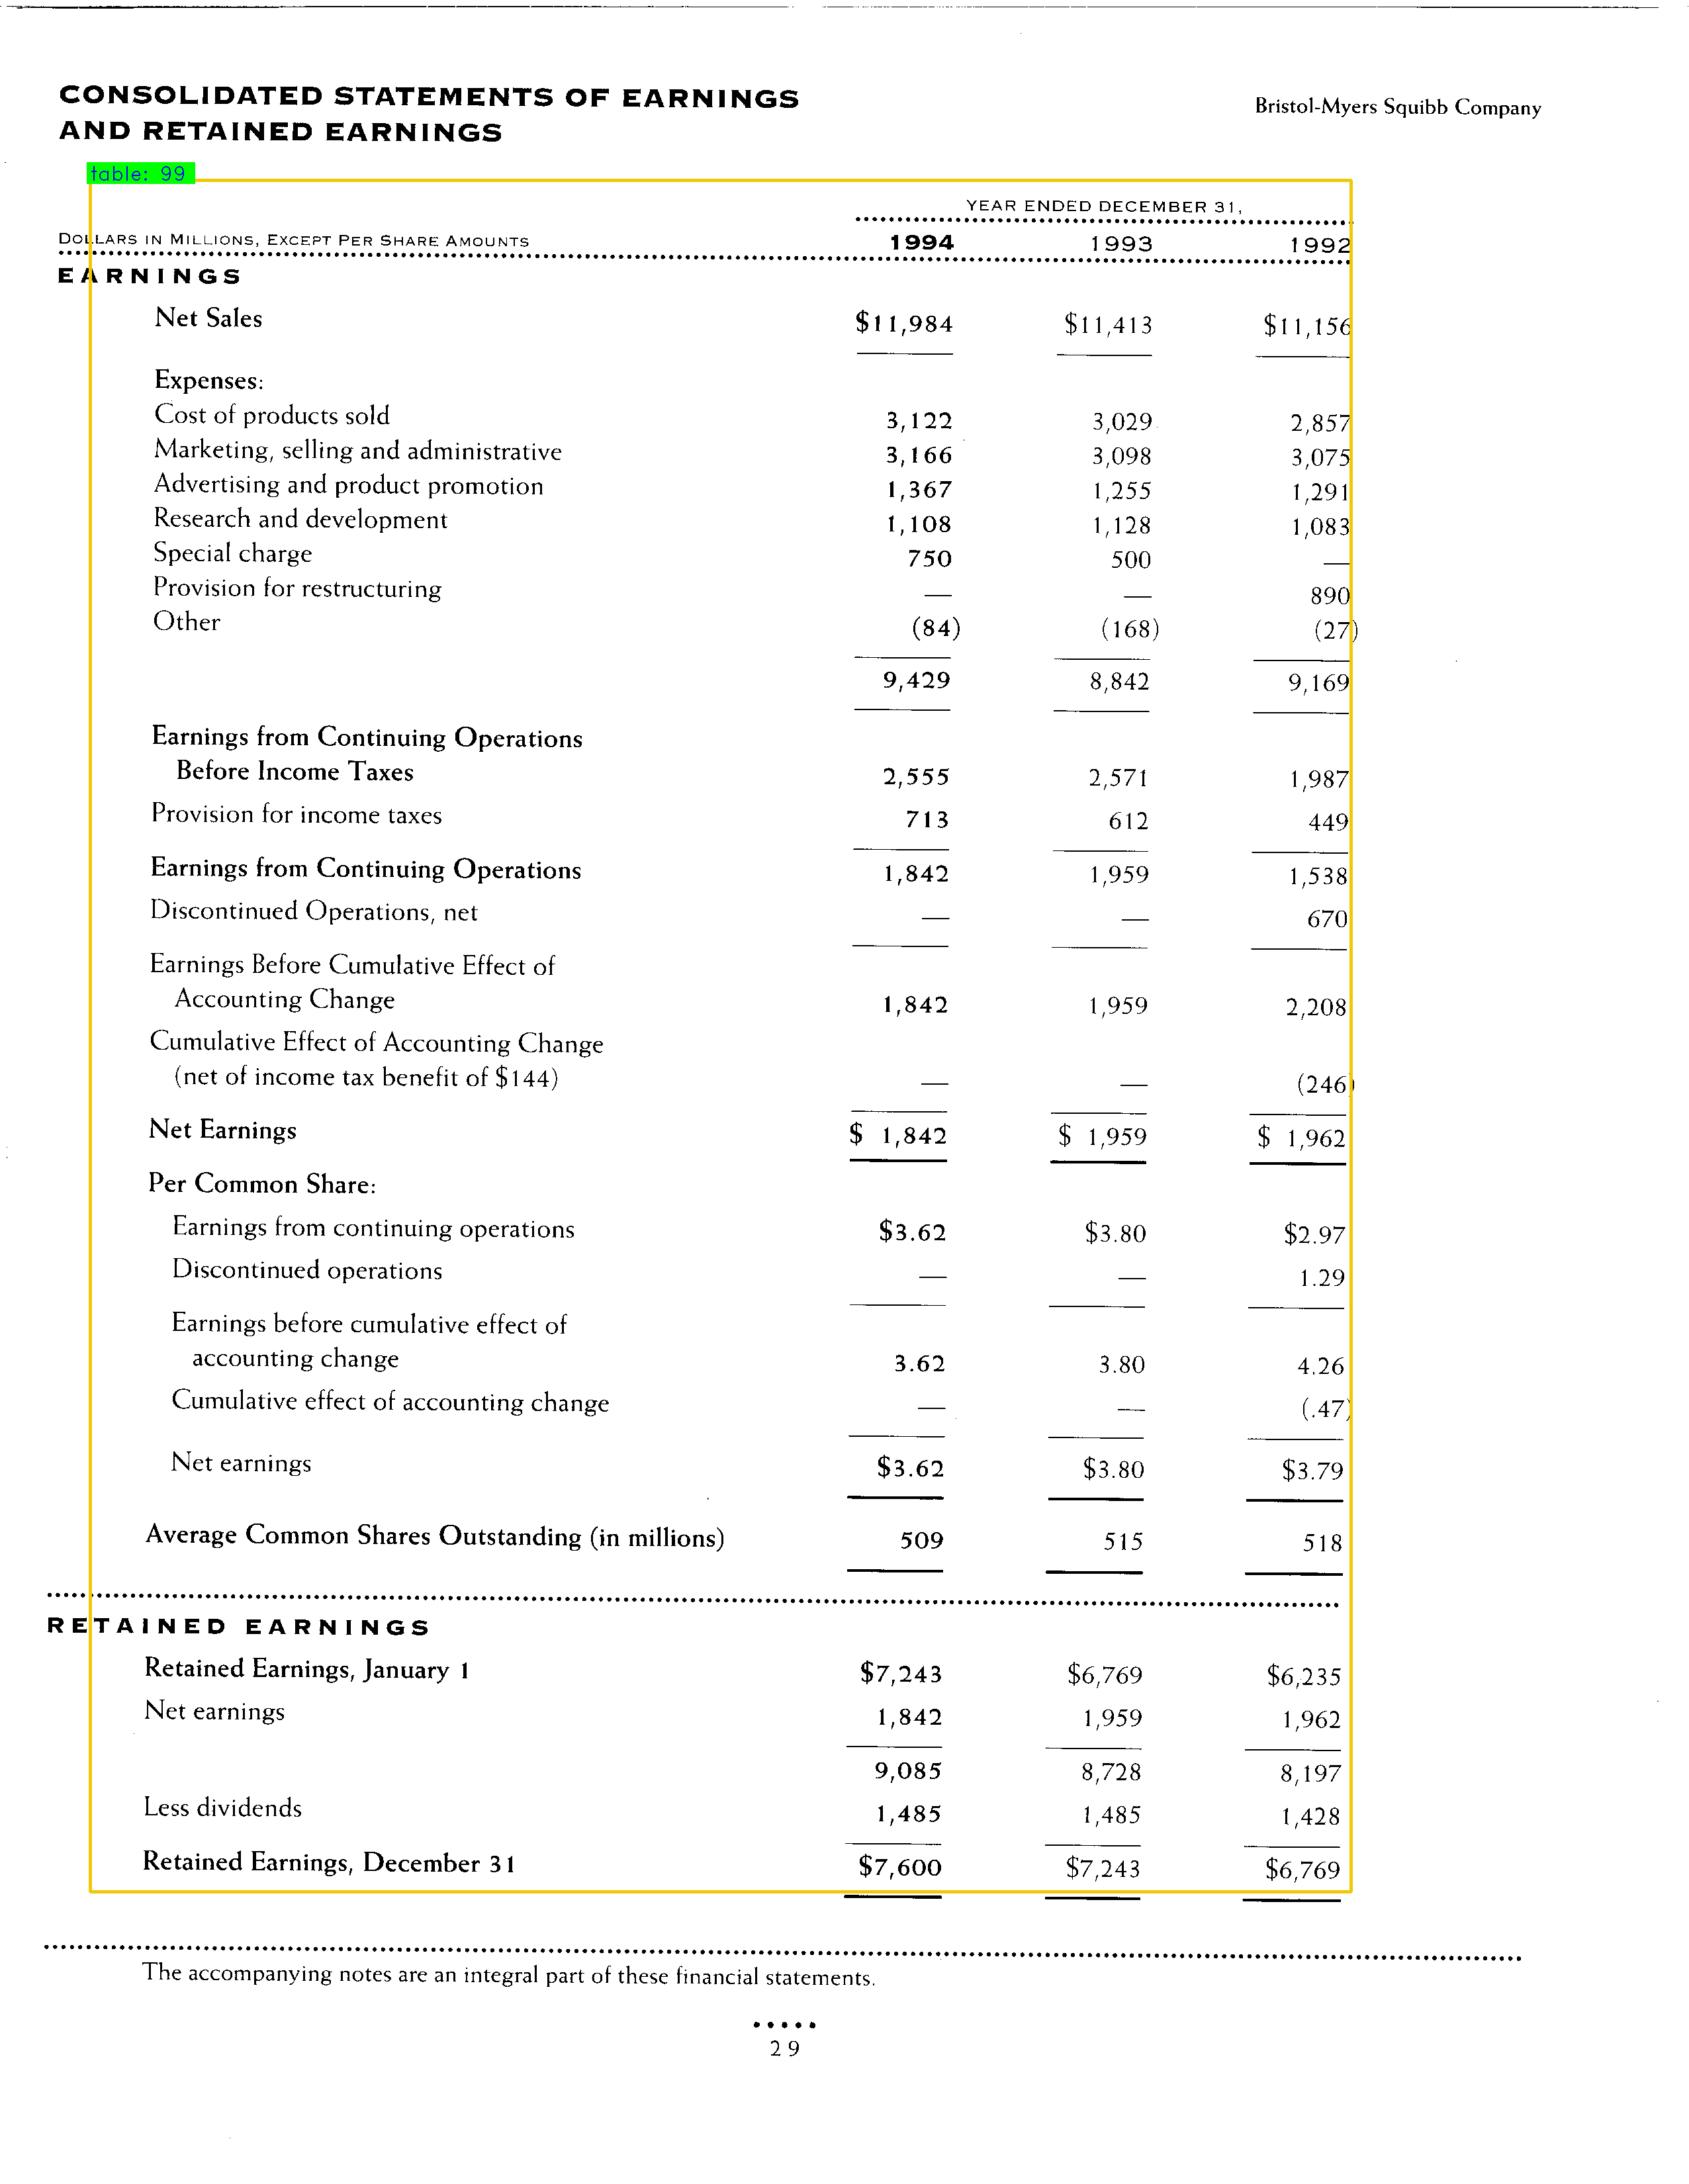 CONSOLIDATED STATEMENTS OF EARNINGS
AND RETAINED EARNINGS
Bristol-Myers Squibb Company
table: 99
YEAR ENDED DECEMBER 31,
DOLLARS IN MILLIONS, EXCEPT PER SHARE AMOUNTS 1994 1993 1992
EARNINGS
Net Sales $11,984 $11,413 $11,156
Expenses:
Cost of products sold 3,122 3,029 2,857
Marketing, selling and administrative 3,166 3,098 3,075
Advertising and product promotion 1,367 1,255 1,291
Research and development 1,108 1,128 1,083
Special charge 750 500 —
Provision for restructuring — — 890
Other (84) (168) (27)
9,429 8,842 9,169
Earnings from Continuing Operations
Before Income Taxes 2,555 2,571 1,987
Provision for income taxes 713 612 449
Earnings from Continuing Operations 1,842 1,959 1,538
Discontinued Operations, net — — 670
Earnings Before Cumulative Effect of
Accounting Change 1,842 1,959 2,208
Cumulative Effect of Accounting Change
(net of income tax benefit of $144) — — (246)
Net Earnings $ 1,842 $ 1,959 $ 1,962
Per Common Share:
Earnings from continuing operations $3.62 $3.80 $2.97
Discontinued operations — — 1.29
Earnings before cumulative effect of
accounting change 3.62 3.80 4.26
Cumulative effect of accounting change — — (.47)
Net earnings $3.62 $3.80 $3.79
Average Common Shares Outstanding (in millions) 509 515 518
RETAINED EARNINGS
Retained Earnings, January 1 $7,243 $6,769 $6,235
Net earnings 1,842 1,959 1,962
9,085 8,728 8,197
Less dividends 1,485 1,485 1,428
Retained Earnings, December 31 $7,600 $7,243 $6,769
The accompanying notes are an integral part of these financial statements.
•••••
29